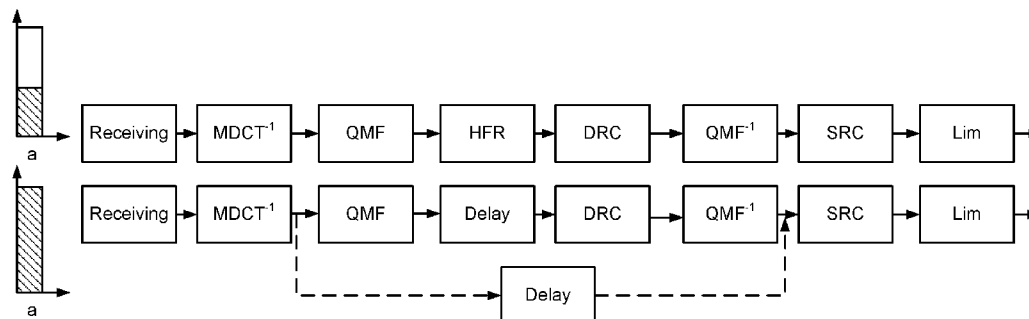 a
Receiving MDCT⁻¹ QMF HFR DRC QMF⁻¹ SRC Lim
a
Receiving MDCT⁻¹ QMF Delay DRC QMF⁻¹ SRC Lim
Delay